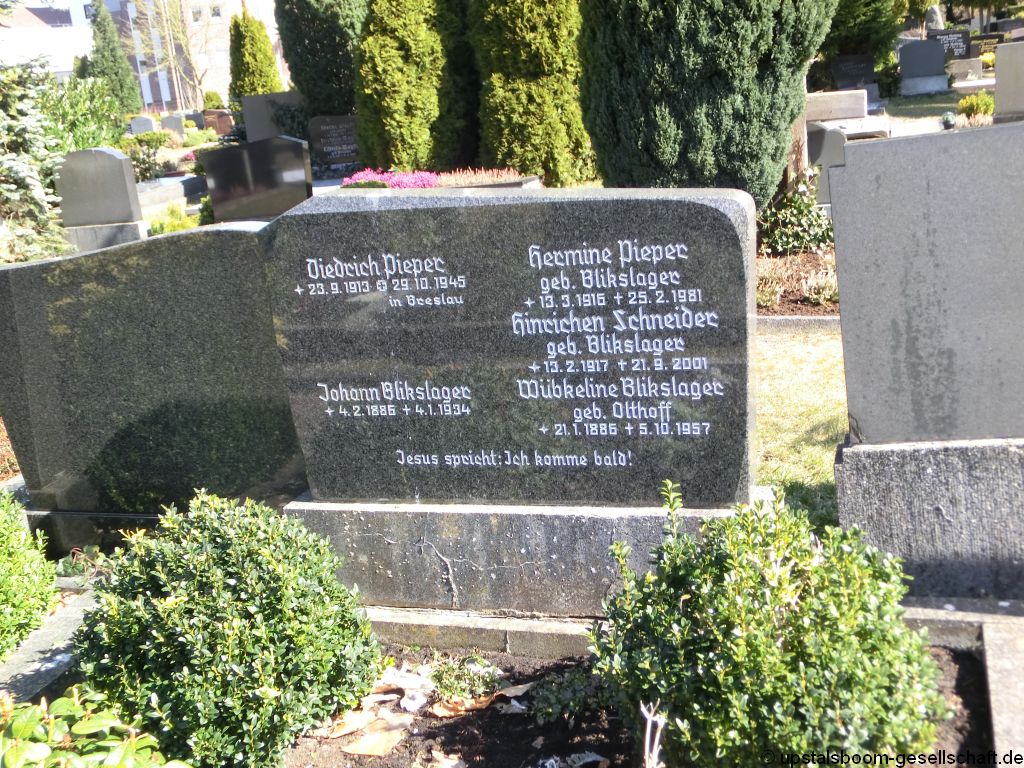 Diedrich Pieper
+ 23.9.1913 ✠ 29.10.1945
in Breslau
Johann Blikslager
+ 4.2.1886 + 4.1.1934
Hermine Pieper
geb. Blikslager
+ 13.3.1916 + 25.2.1981
Hinrichen Schneider
geb. Blikslager
+ 13.2.1917 + 21.9.2001
Wübkeline Blikslager
geb. Olthoff
+ 21.1.1886 + 5.10.1957
Jesus spricht: Ich komme bald!
© upstalsboom-gesellschaft.de